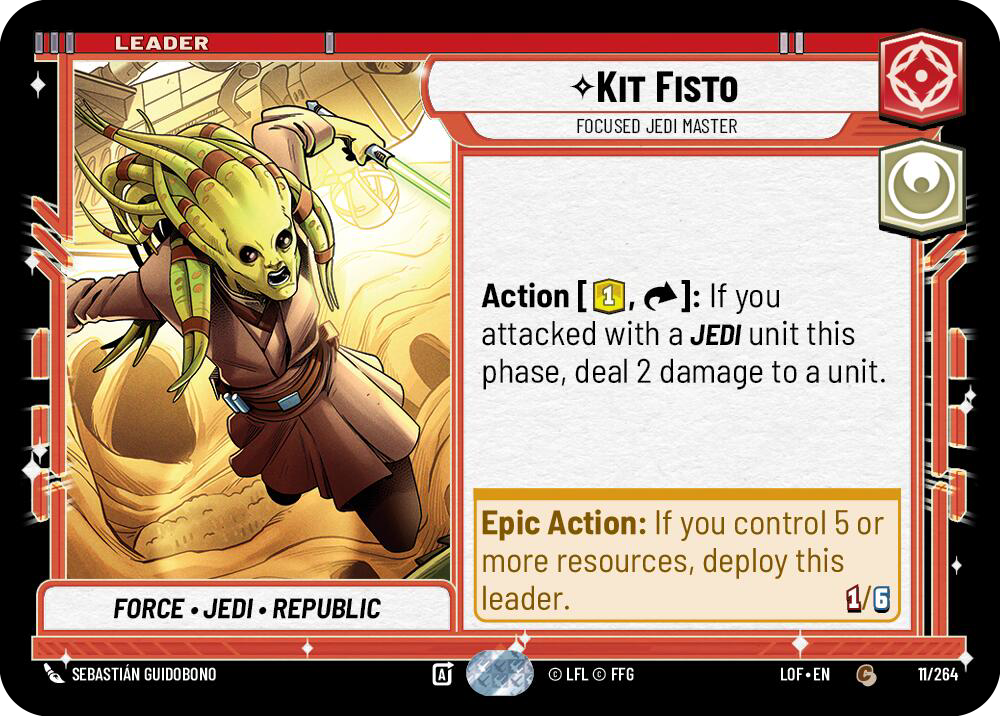 LEADER
KIT FISTO
FOCUSED JEDI MASTER
Action [1, ]: If you
attacked with a JEDI unit this
phase, deal 2 damage to a unit.
Epic Action: If you control 5 or
more resources, deploy this
leader.
1/6
FORCE • JEDI • REPUBLIC
SEBASTIÁN GUIDOBONO
A
© LFL © FFG
LOF • EN
C
11/264